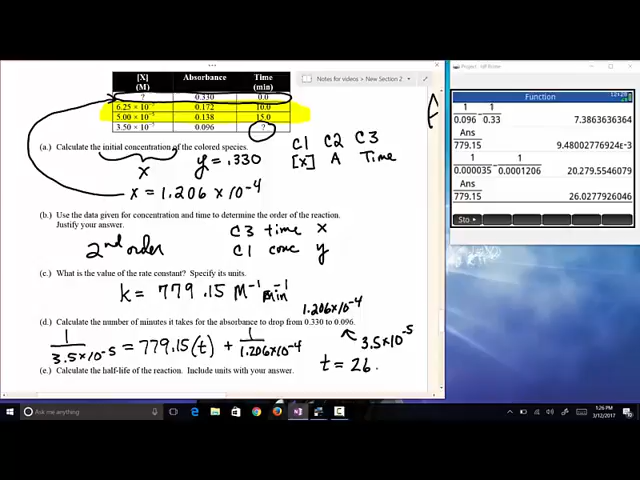 [X]
(M)
Absorbance
Time
(min)
?
0.330
0.0
6.25 × 10
0.172
10.0
5.00 × 10
0.138
15.0
3.50 × 10
0.096
?
Notes for videos > New Section 2
(a.) Calculate the initial concentration of the colored species.
x
y = .330
C1 C2 C3
[x] A Time
x = 1.206 x 10-4
(b.) Use the data given for concentration and time to determine the order of the reaction.
Justify your answer.
2nd order
C3 time x
C1 conc y
(c.) What is the value of the rate constant? Specify its units.
k = 779.15 M-1 min-1
1.206x10-4
(d.) Calculate the number of minutes it takes for the absorbance to drop from 0.330 to 0.096.
3.5x10-5
1/3.5x10-5 = 779.15(t) + 1/1.206x10-4
t = 26.
(e.) Calculate the half-life of the reaction. Include units with your answer.
Function
1/0.096 - 1/0.33
7.3863636364
Ans/779.15
9.48002776924E-3
1/0.000035 - 1/0.0001206
20,279.5546079
Ans/779.15
26.0277926046
Sto
Ask me anything
1:26 PM
3/12/2017